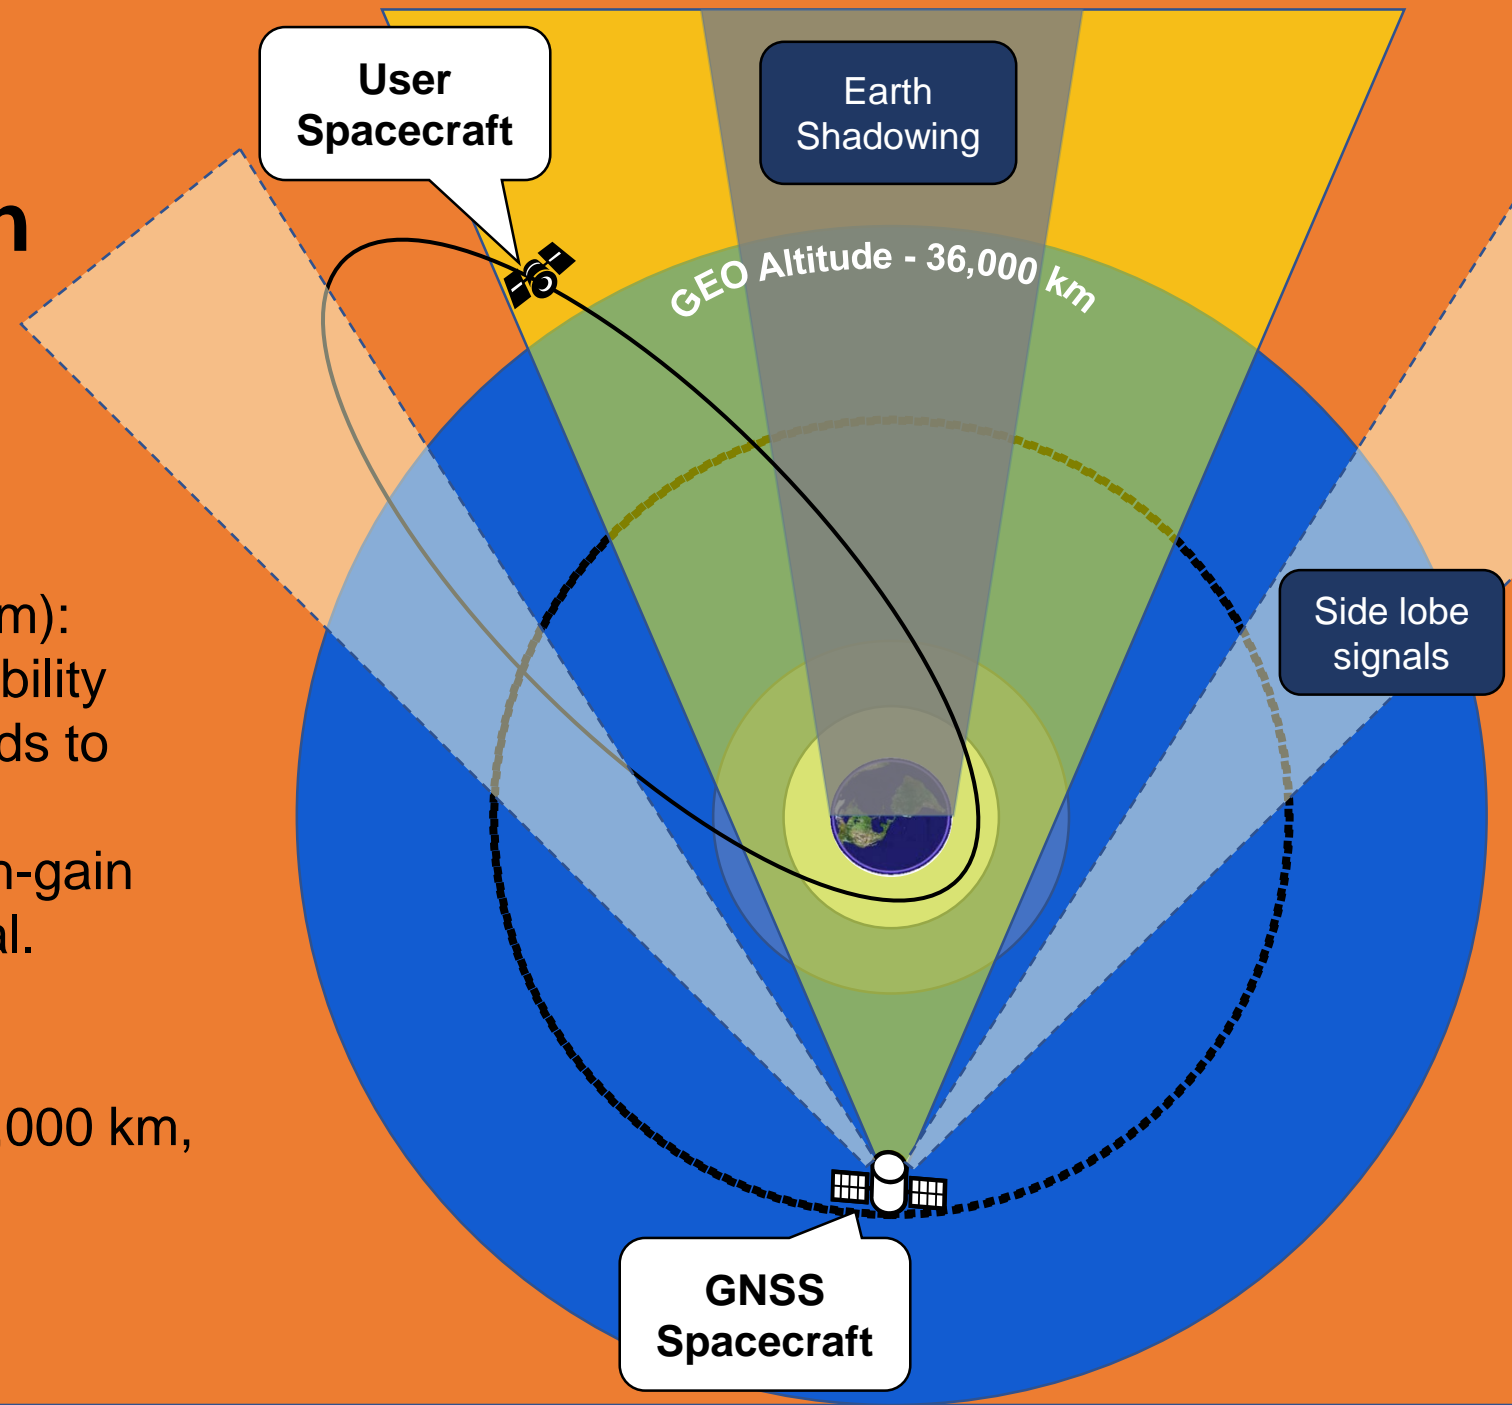 User
Spacecraft
Earth
Shadowing
n
GEO Altitude - 36,000 km
m):
bility
ds to
n-gain
al.
Side lobe
signals
000 km,
GNSS
Spacecraft